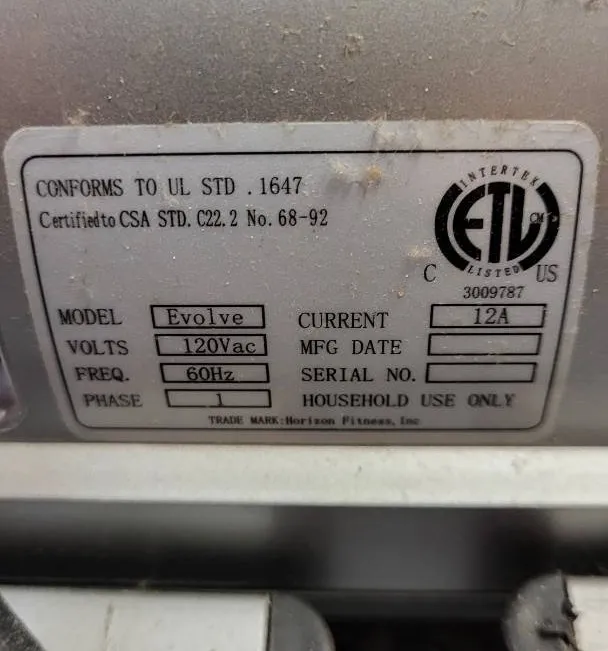 CONFORMS TO UL STD .1647
Certified to CSA STD. C22.2 No. 68-92
INTERTEK
ETL CM
LISTED
C US
3009787
MODEL Evolve
CURRENT 12A
VOLTS 120Vac
MFG DATE
FREQ. 60Hz
SERIAL NO.
PHASE 1
HOUSEHOLD USE ONLY
TRADE MARK:Horizon Fitness, Inc